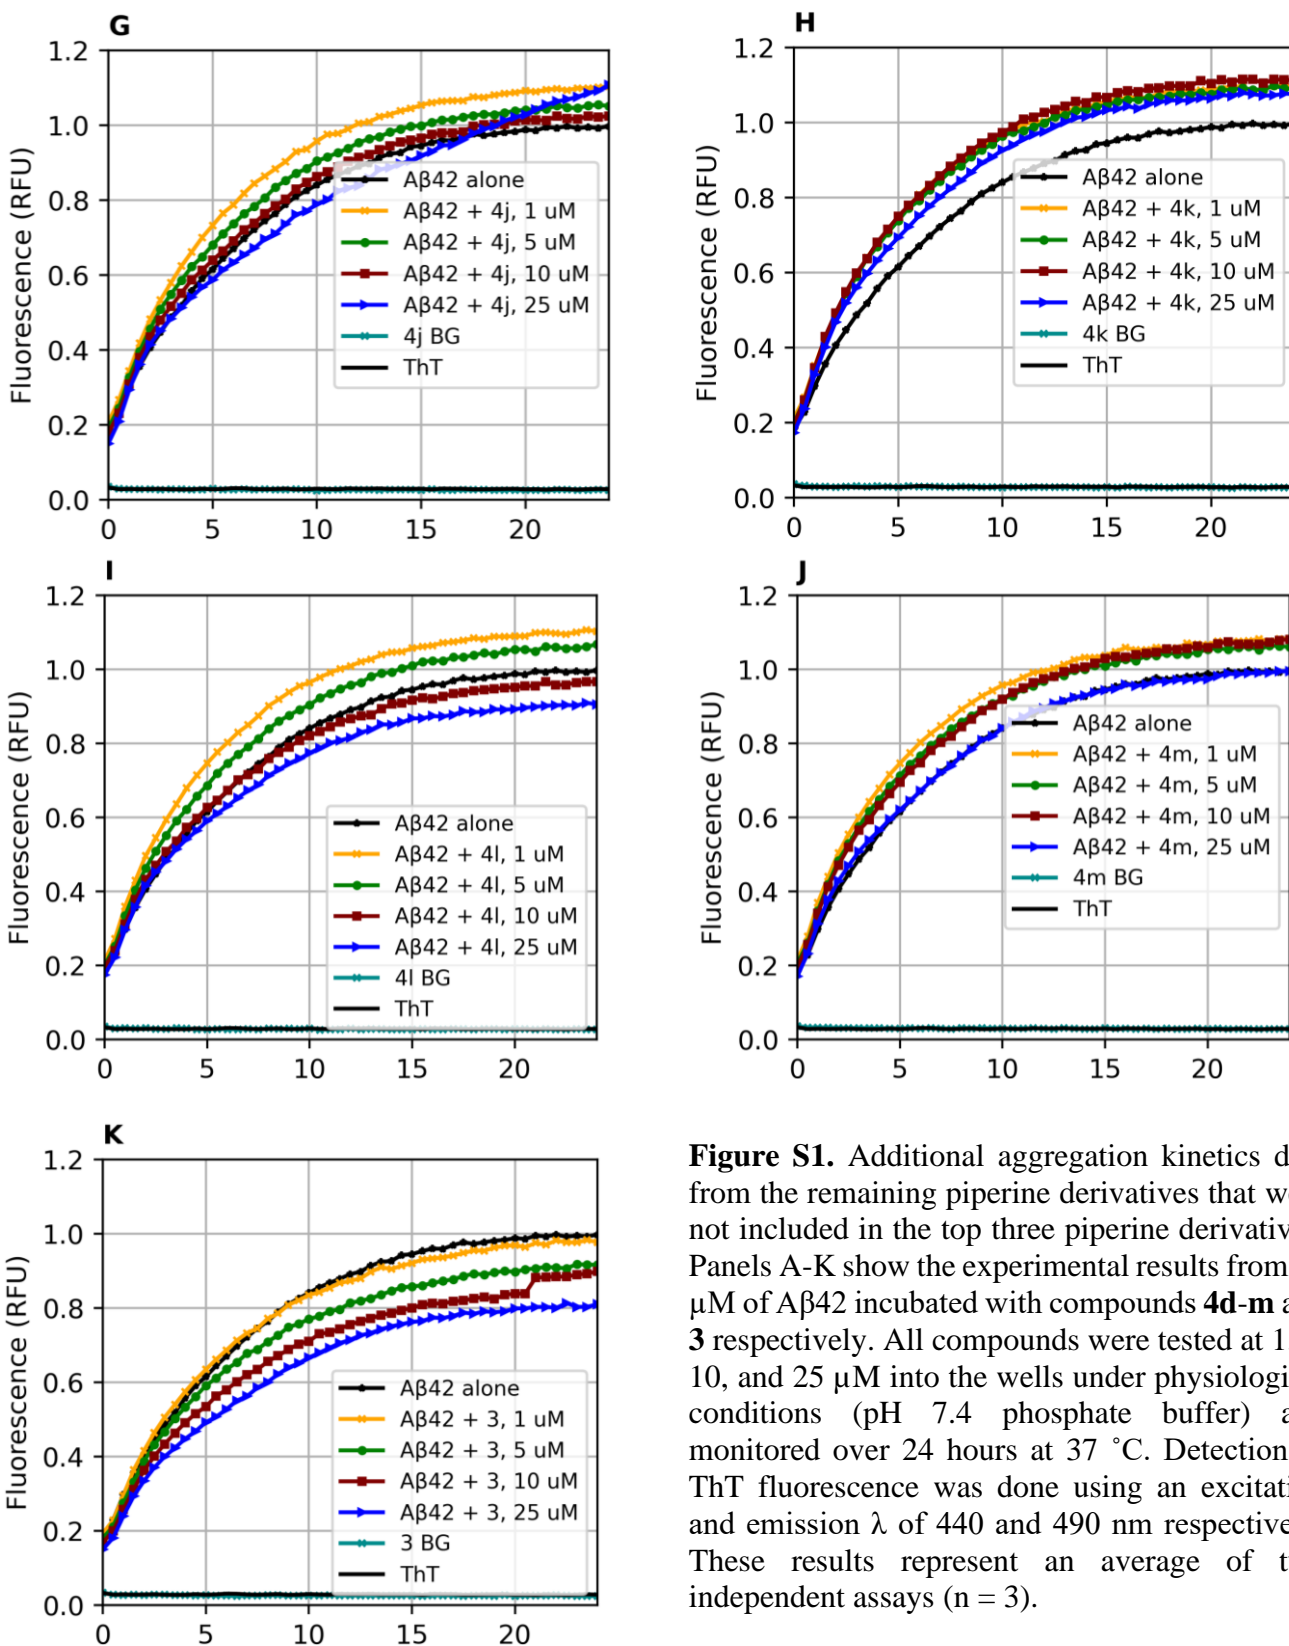 G
1.2
1.0
0.8
0.6
0.4
0.2
0.0
Fluorescence (RFU)
Aβ42 alone
Aβ42 + 4j, 1 uM
Aβ42 + 4j, 5 uM
Aβ42 + 4j, 10 uM
Aβ42 + 4j, 25 uM
4j BG
ThT
0 5 10 15 20
H
1.2
1.0
0.8
0.6
0.4
0.2
0.0
Fluorescence (RFU)
Aβ42 alone
Aβ42 + 4k, 1 uM
Aβ42 + 4k, 5 uM
Aβ42 + 4k, 10 uM
Aβ42 + 4k, 25 uM
4k BG
ThT
0 5 10 15 20
I
1.2
1.0
0.8
0.6
0.4
0.2
0.0
Fluorescence (RFU)
Aβ42 alone
Aβ42 + 4l, 1 uM
Aβ42 + 4l, 5 uM
Aβ42 + 4l, 10 uM
Aβ42 + 4l, 25 uM
4l BG
ThT
0 5 10 15 20
J
1.2
1.0
0.8
0.6
0.4
0.2
0.0
Fluorescence (RFU)
Aβ42 alone
Aβ42 + 4m, 1 uM
Aβ42 + 4m, 5 uM
Aβ42 + 4m, 10 uM
Aβ42 + 4m, 25 uM
4m BG
ThT
0 5 10 15 20
K
1.2
1.0
0.8
0.6
0.4
0.2
0.0
Fluorescence (RFU)
Aβ42 alone
Aβ42 + 3, 1 uM
Aβ42 + 3, 5 uM
Aβ42 + 3, 10 uM
Aβ42 + 3, 25 uM
3 BG
ThT
0 5 10 15 20
Figure S1. Additional aggregation kinetics
from the remaining piperine derivatives that
not included in the top three piperine
Panels A-K show the experimental results from
µM of Aβ42 incubated with compounds 4d-m
3 respectively. All compounds were tested at 1
10, and 25 µM into the wells under
conditions (pH 7.4 phosphate buffer)
monitored over 24 hours at 37 ˚C. Detection
ThT fluorescence was done using an
and emission λ of 440 and 490 nm
These results represent an average of
independent assays (n = 3).